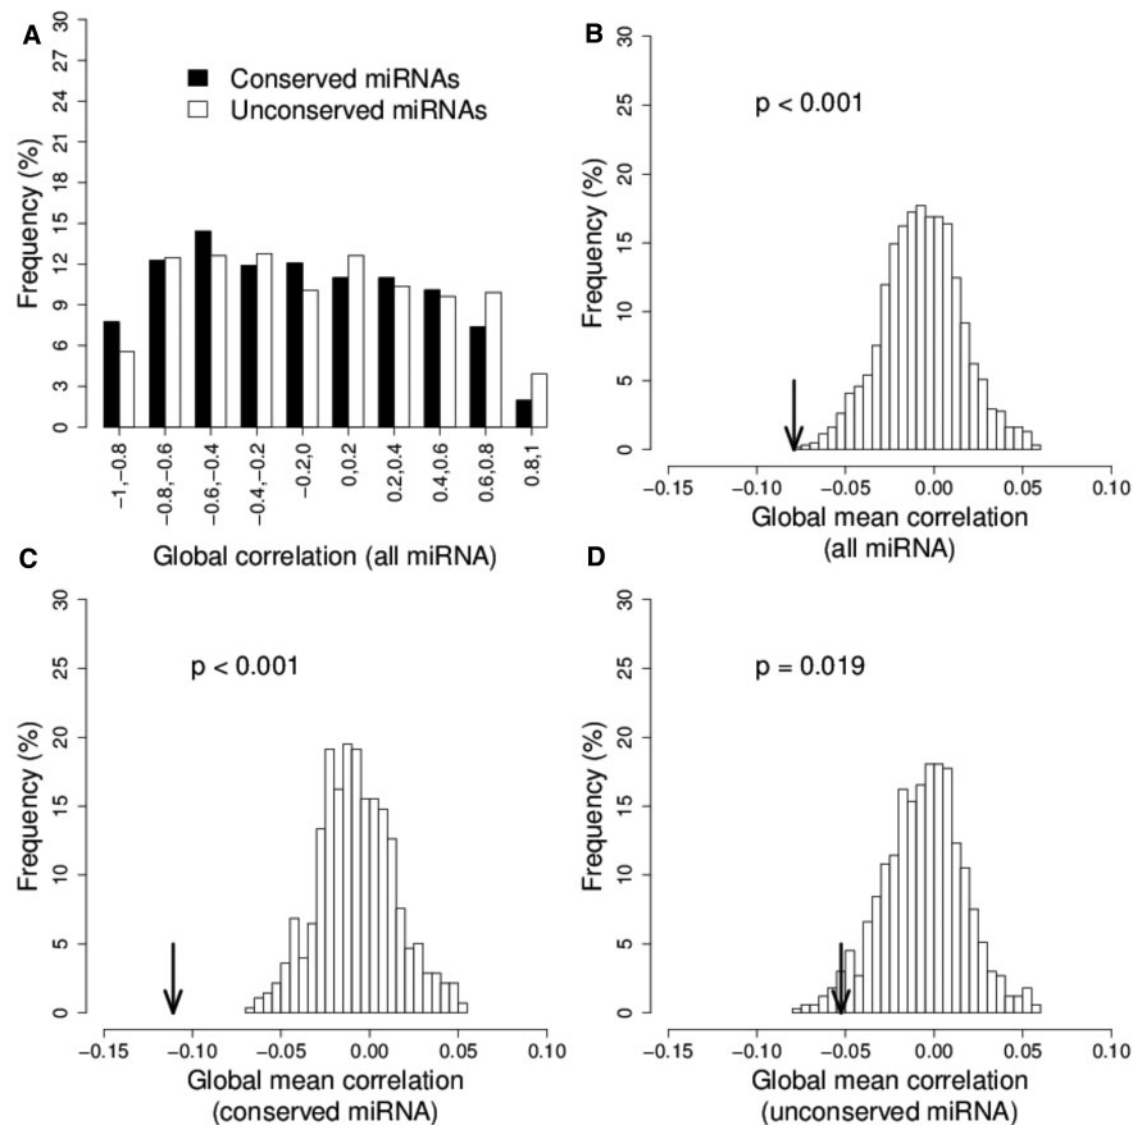 A
Frequency (%)
0 3 6 9 12 15 18 21 24 27 30
Conserved miRNAs
Unconserved miRNAs
−1,−0.8
−0.8,−0.6
−0.6,−0.4
−0.4,−0.2
−0.2,0
0,0.2
0.2,0.4
0.4,0.6
0.6,0.8
0.8,1
Global correlation (all miRNA)
B
Frequency (%)
0 5 10 15 20 25 30
p < 0.001
−0.15 −0.10 −0.05 0.00 0.05 0.10
Global mean correlation
(all miRNA)
C
Frequency (%)
0 5 10 15 20 25 30
p < 0.001
−0.15 −0.10 −0.05 0.00 0.05 0.10
Global mean correlation
(conserved miRNA)
D
Frequency (%)
0 5 10 15 20 25 30
p = 0.019
−0.15 −0.10 −0.05 0.00 0.05 0.10
Global mean correlation
(unconserved miRNA)